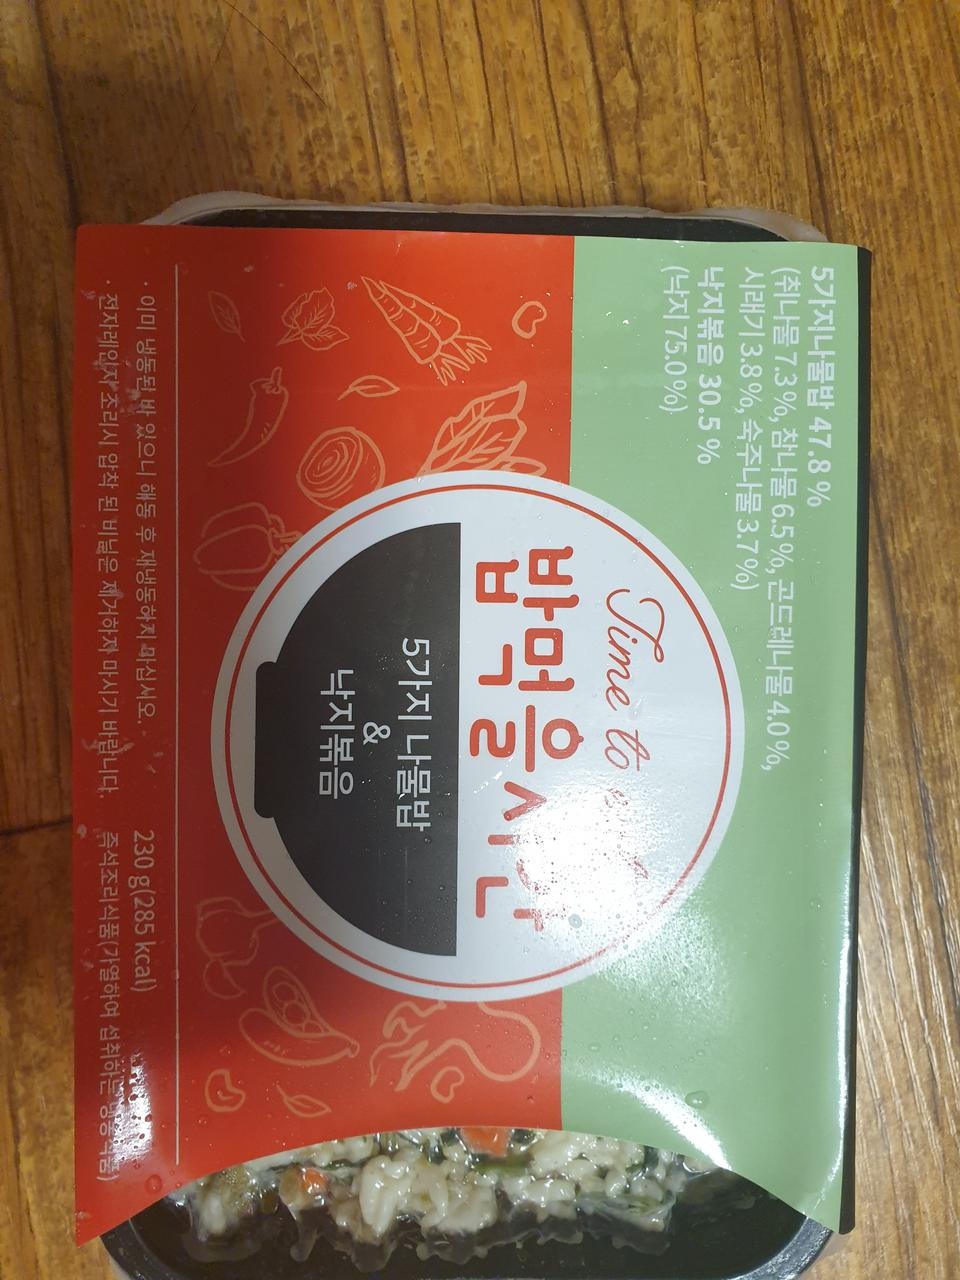 5가지나물밥 47.8 %
(취나물 7.3%, 참나물 6.5%, 곤드레나물 4.0%,
시래기 3.8%, 숙주나물 3.7%)
낙지볶음 30.5 %
(낙지 75.0%)
Time to
밥먹을시간
5가지 나물밥
&
낙지볶음
· 이미 냉동된 바 있으니 해동 후 재냉동하지 마십시오.
230 g(285 kcal)
· 전자레인지 조리시 압착 된 비닐은 제거하지 마시기 바랍니다.
즉석조리식품(가열하여 섭취하는 냉동식품)